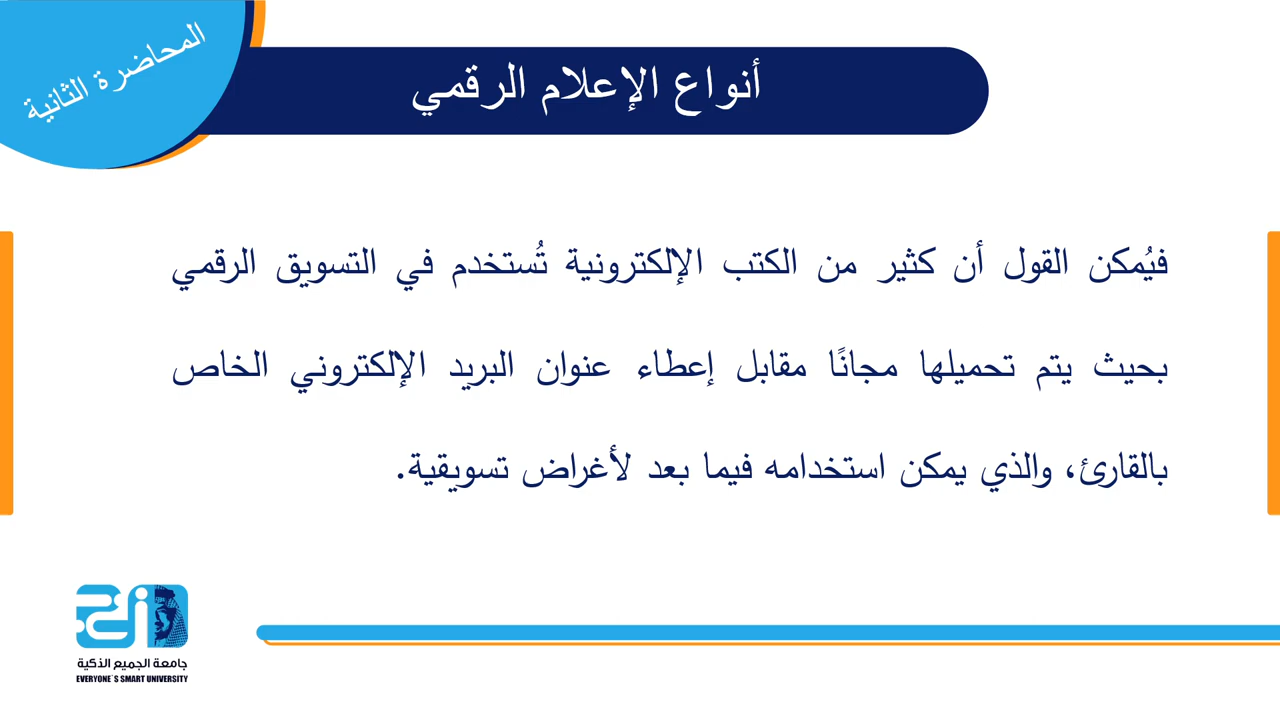 المحاضرة الثانية
أنواع الإعلام الرقمي
فيُمكن القول أن كثير من الكتب الإلكترونية تُستخدم في التسويق الرقمي
بحيث يتم تحميلها مجانًا مقابل إعطاء عنوان البريد الإلكتروني الخاص
بالقارئ، والذي يمكن استخدامه فيما بعد لأغراض تسويقية.
جامعة الجميع الذكية
EVERYONE`S SMART UNIVERSITY